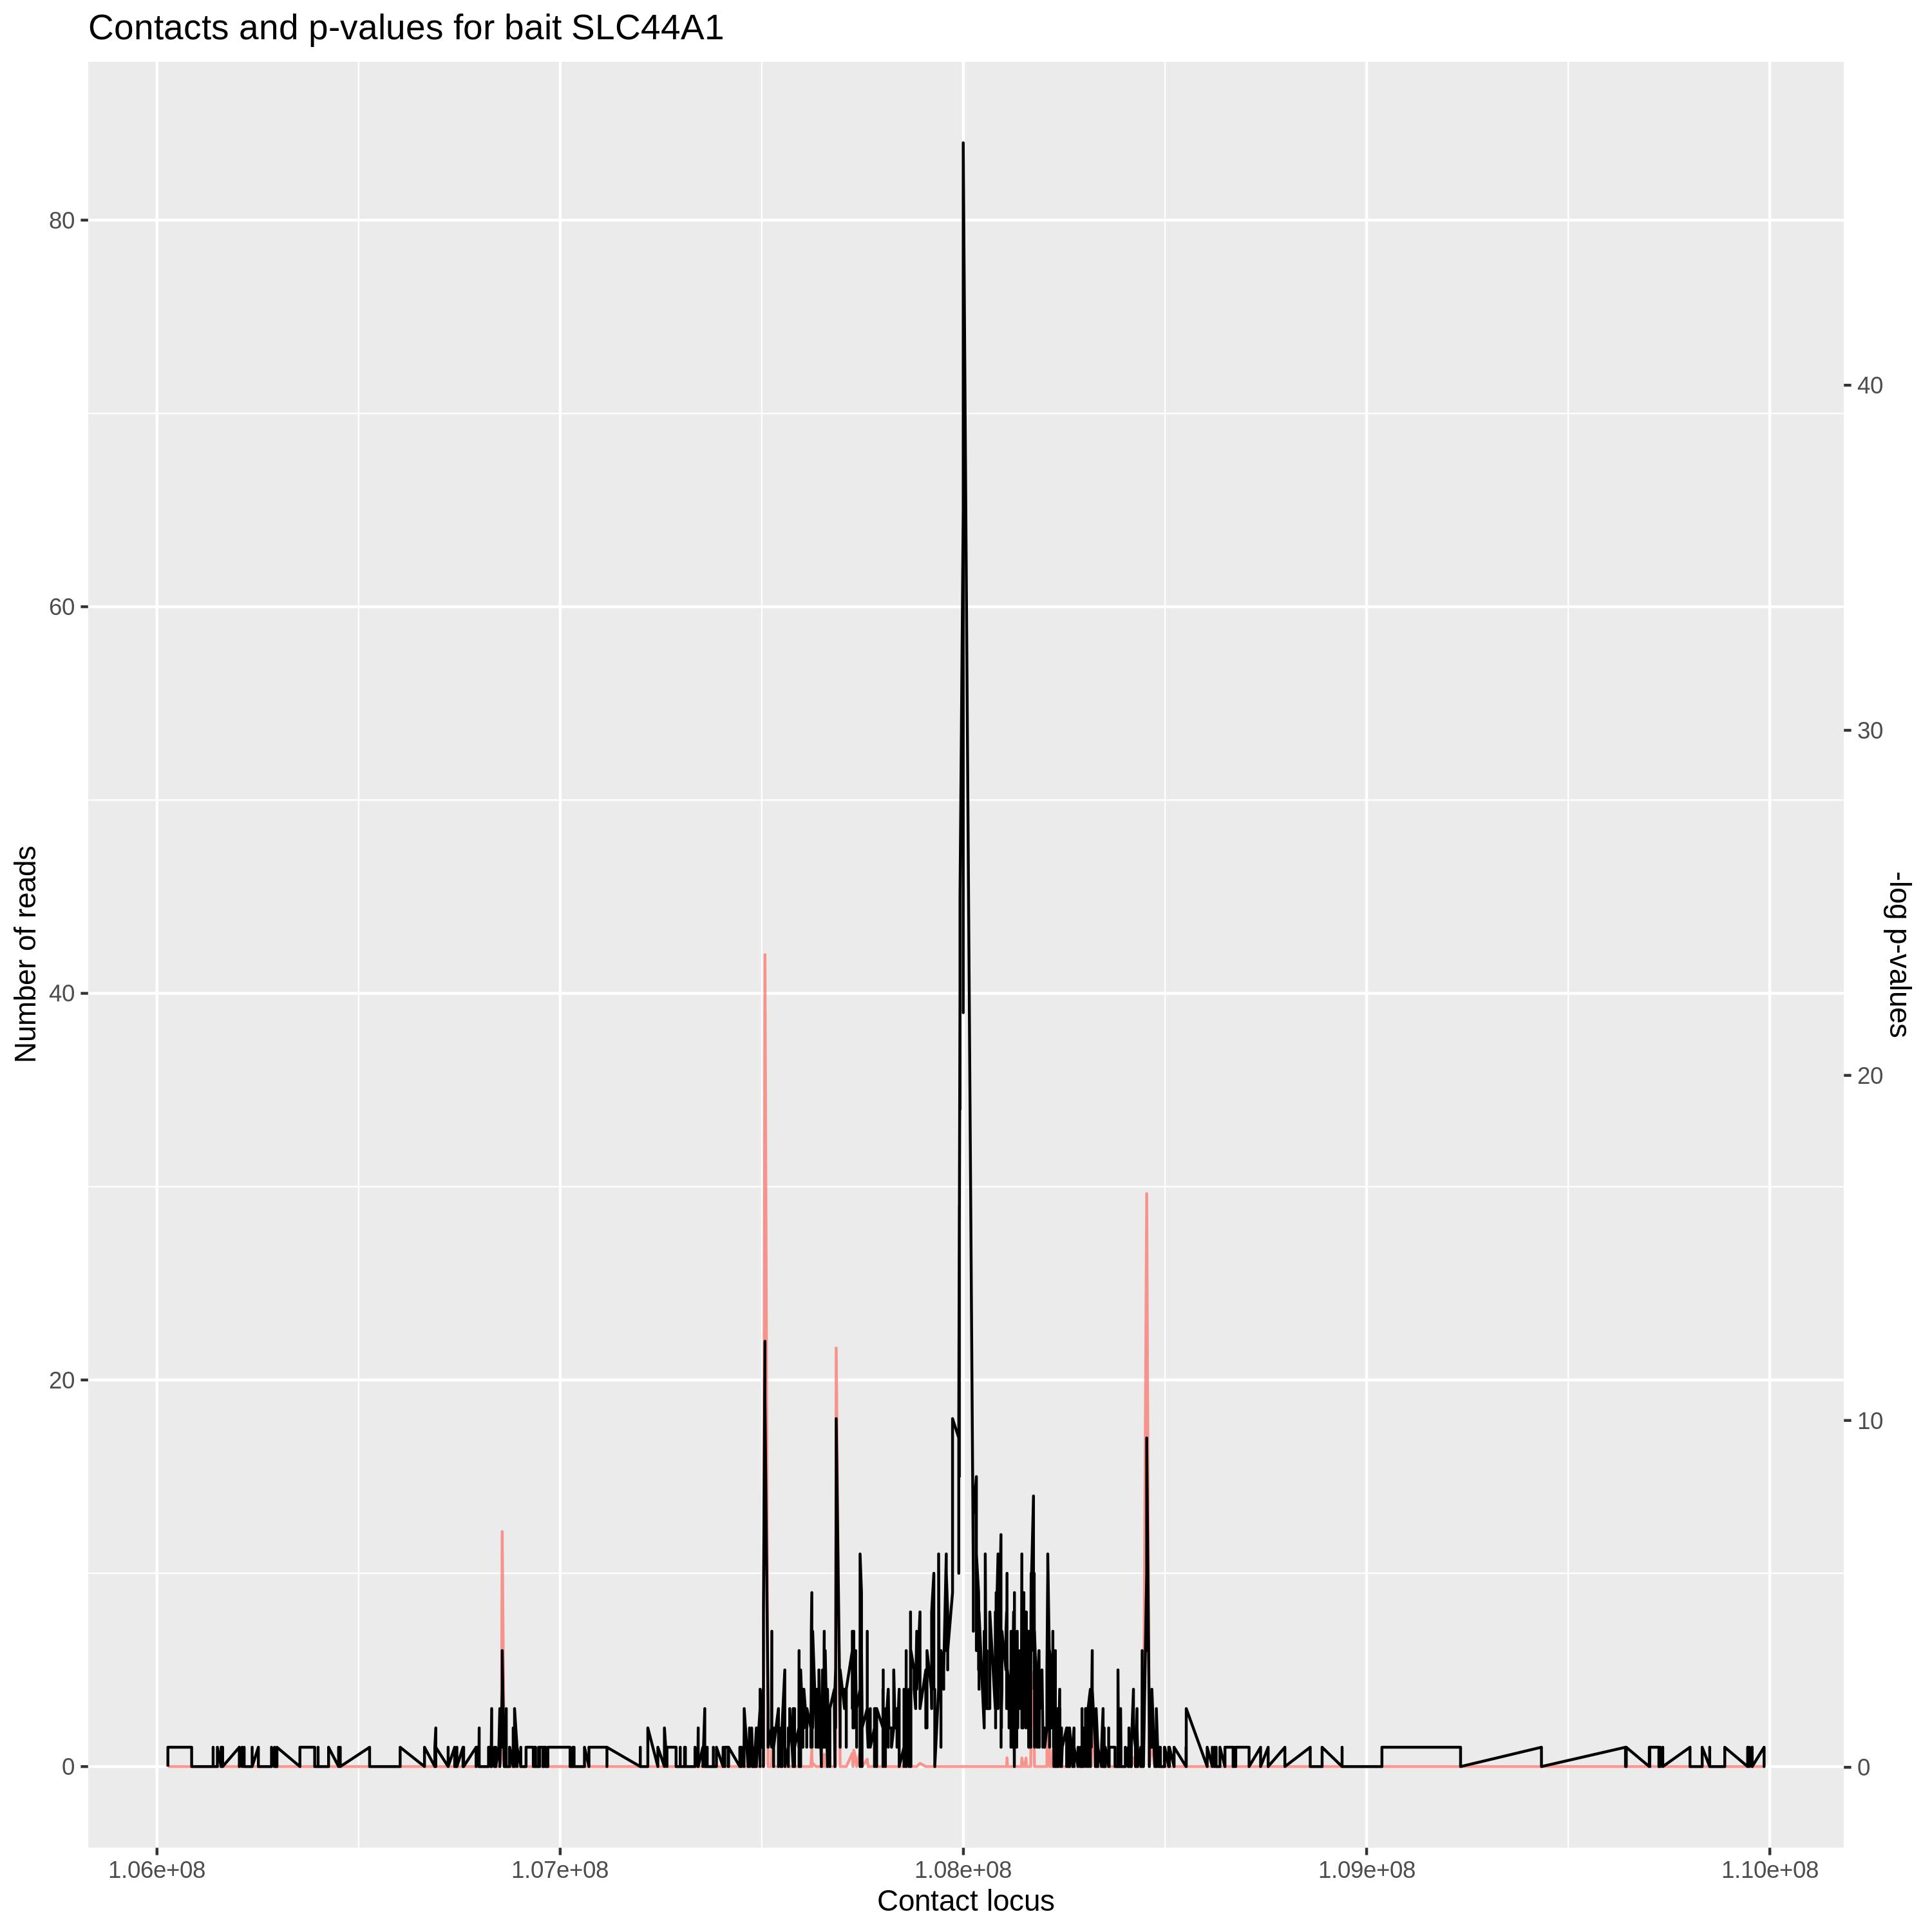 Contacts and p-values for bait SLC44A1
80
60
40
20
0
Number of reads
40
30
20
10
0
-log p-values
1.06e+08 1.07e+08 1.08e+08 1.09e+08 1.10e+08
Contact locus